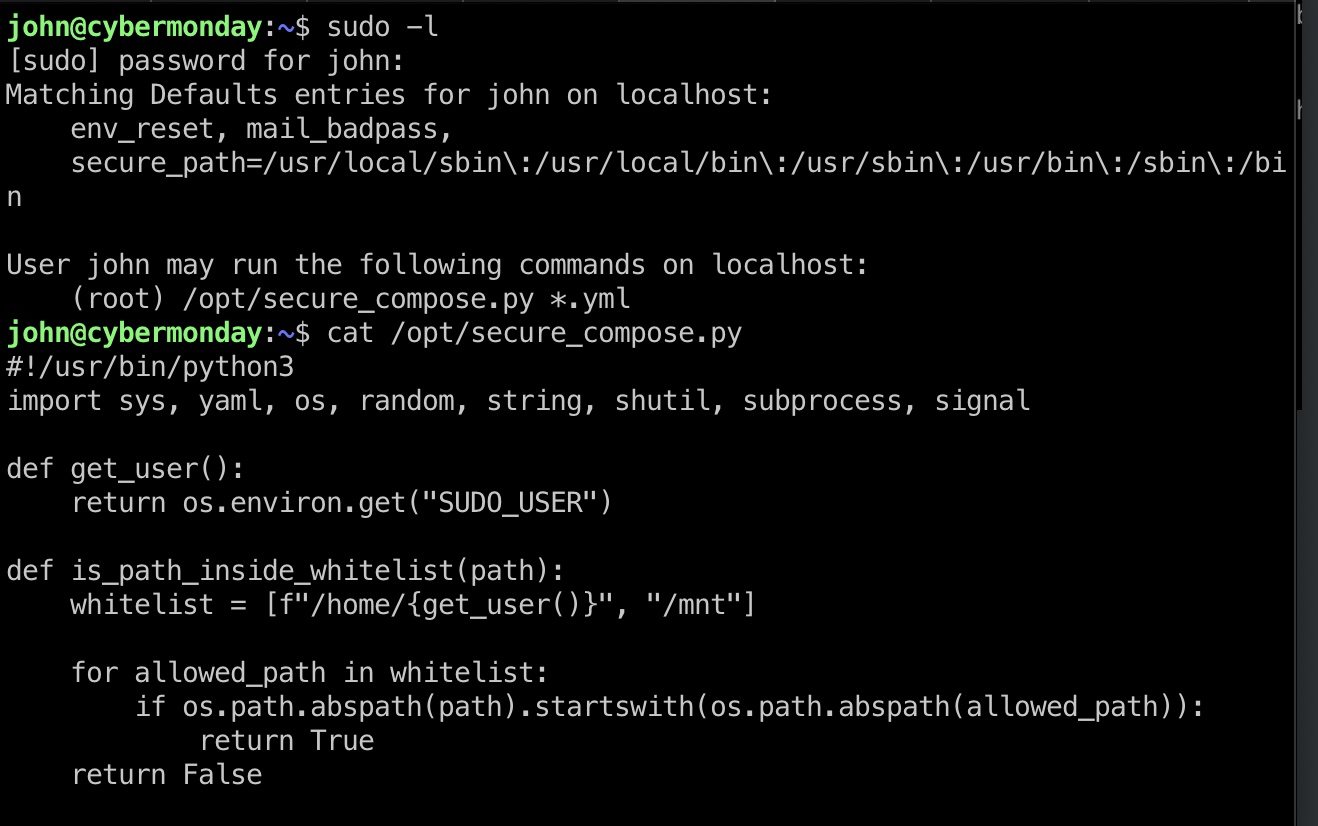 john@cybermonday:~$ sudo -l
[sudo] password for john:
Matching Defaults entries for john on localhost:
    env_reset, mail_badpass,
    secure_path=/usr/local/sbin\:/usr/local/bin\:/usr/sbin\:/usr/bin\:/sbin\:/bi
n

User john may run the following commands on localhost:
    (root) /opt/secure_compose.py *.yml
john@cybermonday:~$ cat /opt/secure_compose.py
#!/usr/bin/python3
import sys, yaml, os, random, string, shutil, subprocess, signal

def get_user():
    return os.environ.get("SUDO_USER")

def is_path_inside_whitelist(path):
    whitelist = [f"/home/{get_user()}", "/mnt"]

    for allowed_path in whitelist:
        if os.path.abspath(path).startswith(os.path.abspath(allowed_path)):
            return True
    return False